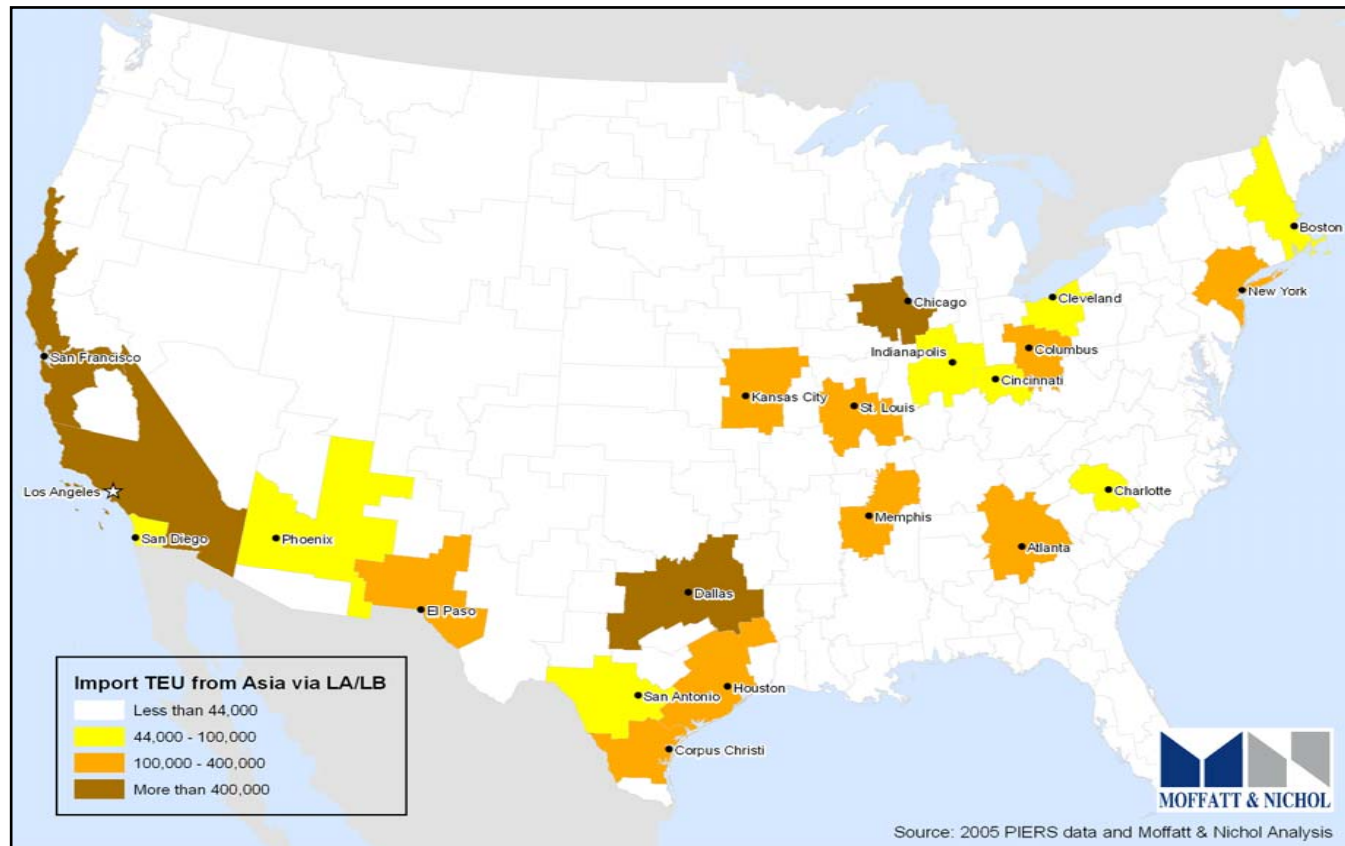 Boston
New York
Cleveland
Chicago
Columbus
Indianapolis
Cincinnati
San Francisco
Kansas City
St. Louis
Los Angeles
Charlotte
Memphis
San Diego
Phoenix
Atlanta
Dallas
El Paso
Houston
San Antonio
Corpus Christi
Import TEU from Asia via LA/LB
Less than 44,000
44,000 - 100,000
100,000 - 400,000
More than 400,000
MOFFATT & NICHOL
Source: 2005 PIERS data and Moffatt & Nichol Analysis